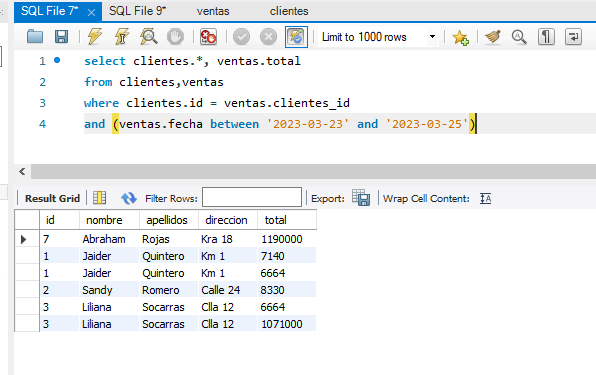 SQL File 7* SQL File 9* ventas clientes
Limit to 1000 rows
1 select clientes.*, ventas.total
2 from clientes,ventas
3 where clientes.id = ventas.clientes_id
4 and (ventas.fecha between '2023-03-23' and '2023-03-25')
Result Grid Filter Rows: Export: Wrap Cell Content:
id nombre apellidos direccion total
7 Abraham Rojas Kra 18 1190000
1 Jaider Quintero Km 1 7140
1 Jaider Quintero Km 1 6664
2 Sandy Romero Calle 24 8330
3 Liliana Socarras Clla 12 6664
3 Liliana Socarras Clla 12 1071000